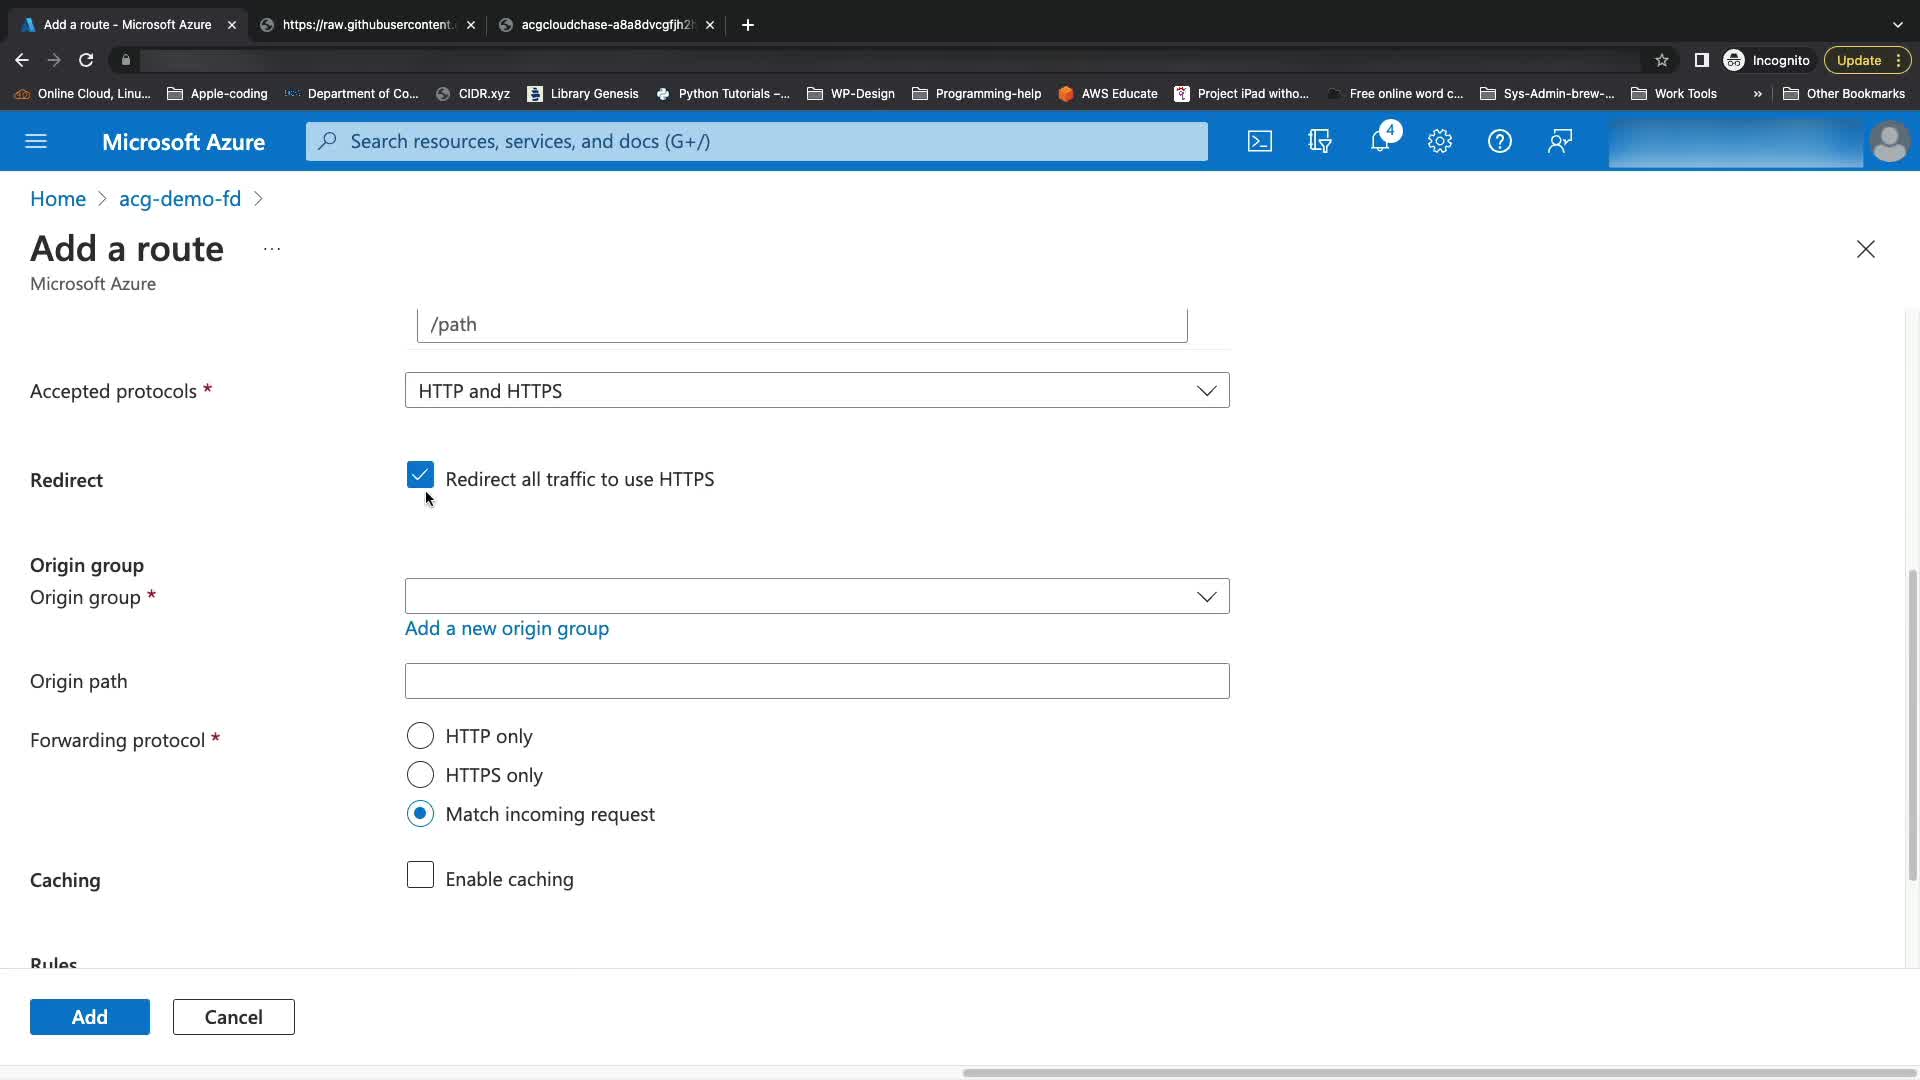 Add a route - Microsoft Azure
https://raw.githubusercontent.
acgcloudchase-a8a8dvcgfjh2h
Incognito
Update
Online Cloud, Linu...
Apple-coding
Department of Co...
CIDR.xyz
Library Genesis
Python Tutorials –...
WP-Design
Programming-help
AWS Educate
Project iPad witho...
Free online word c...
Sys-Admin-brew-...
Work Tools
»
Other Bookmarks
Microsoft Azure
Search resources, services, and docs (G+/)
4
Home > acg-demo-fd >
Add a route ...
Microsoft Azure
/path
Accepted protocols *
HTTP and HTTPS
Redirect
Redirect all traffic to use HTTPS
Origin group
Origin group *
Add a new origin group
Origin path
Forwarding protocol *
HTTP only
HTTPS only
Match incoming request
Caching
Enable caching
Rules
Add
Cancel